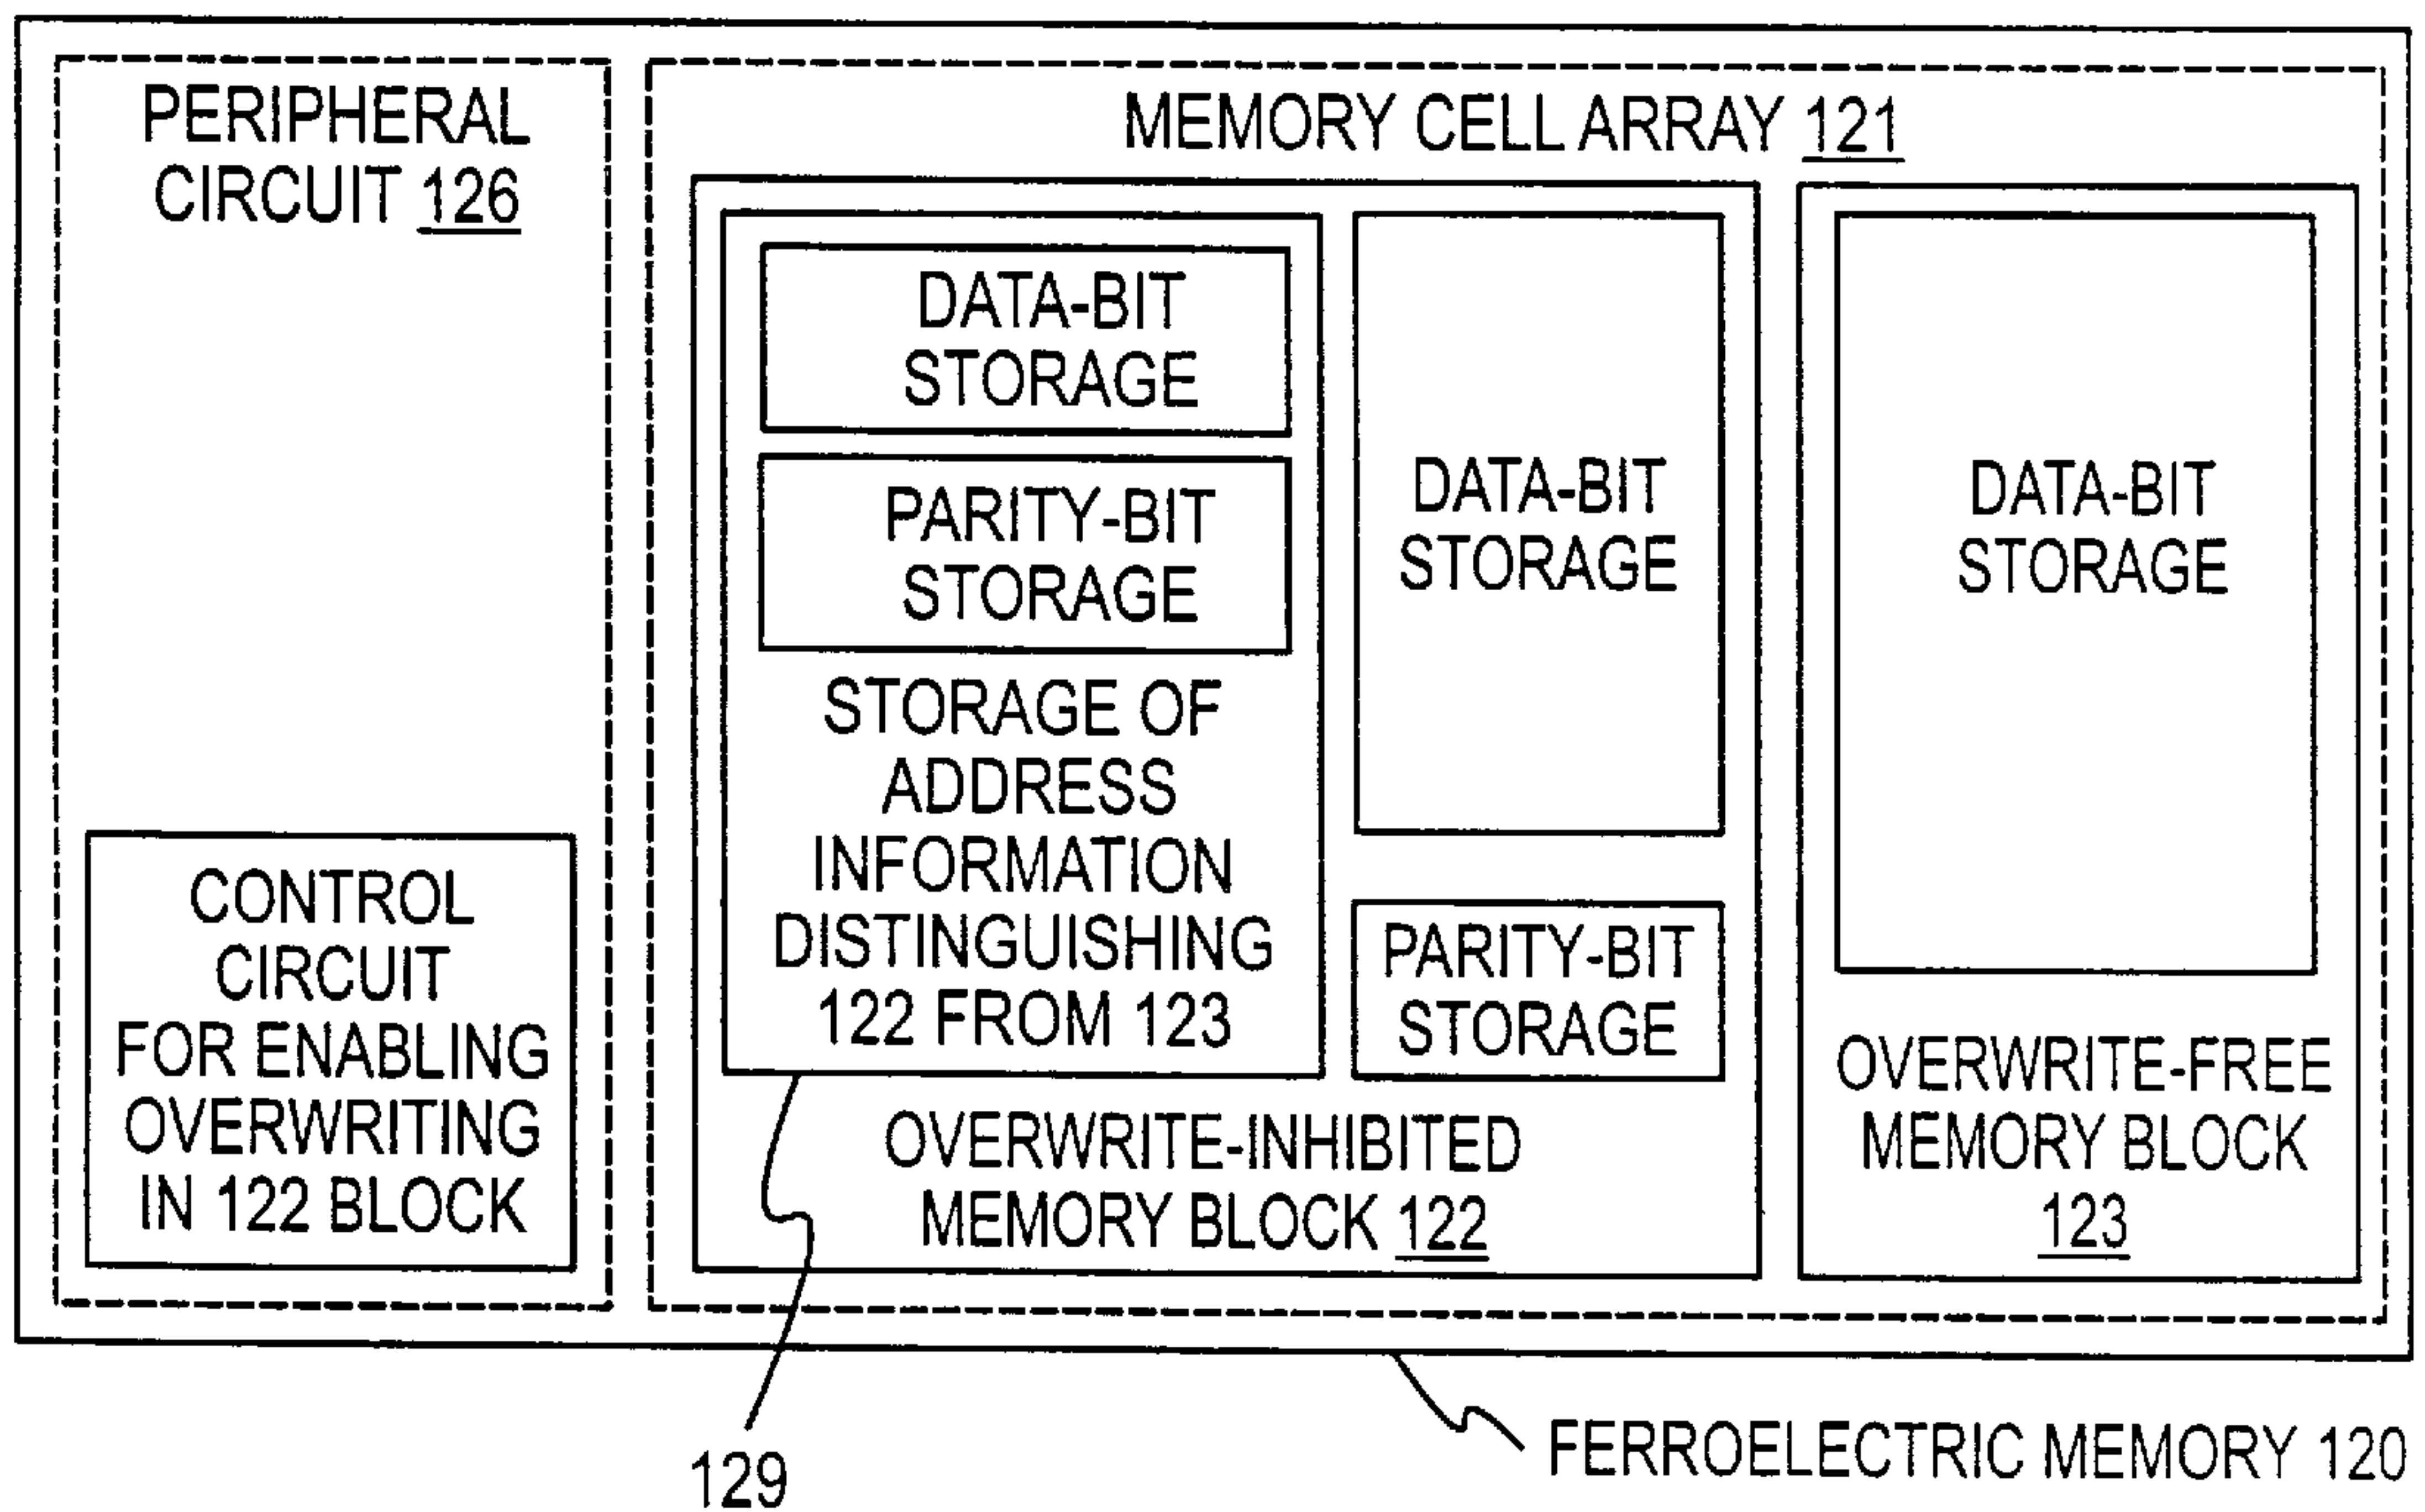 PERIPHERAL
CIRCUIT 126
CONTROL
CIRCUIT
FOR ENABLING
OVERWRITING
IN 122 BLOCK
MEMORY CELL ARRAY 121
DATA-BIT
STORAGE
PARITY-BIT
STORAGE
STORAGE OF
ADDRESS
INFORMATION
DISTINGUISHING
122 FROM 123
DATA-BIT
STORAGE
PARITY-BIT
STORAGE
OVERWRITE-INHIBITED
MEMORY BLOCK 122
DATA-BIT
STORAGE
OVERWRITE-FREE
MEMORY BLOCK
123
129
FERROELECTRIC MEMORY 120